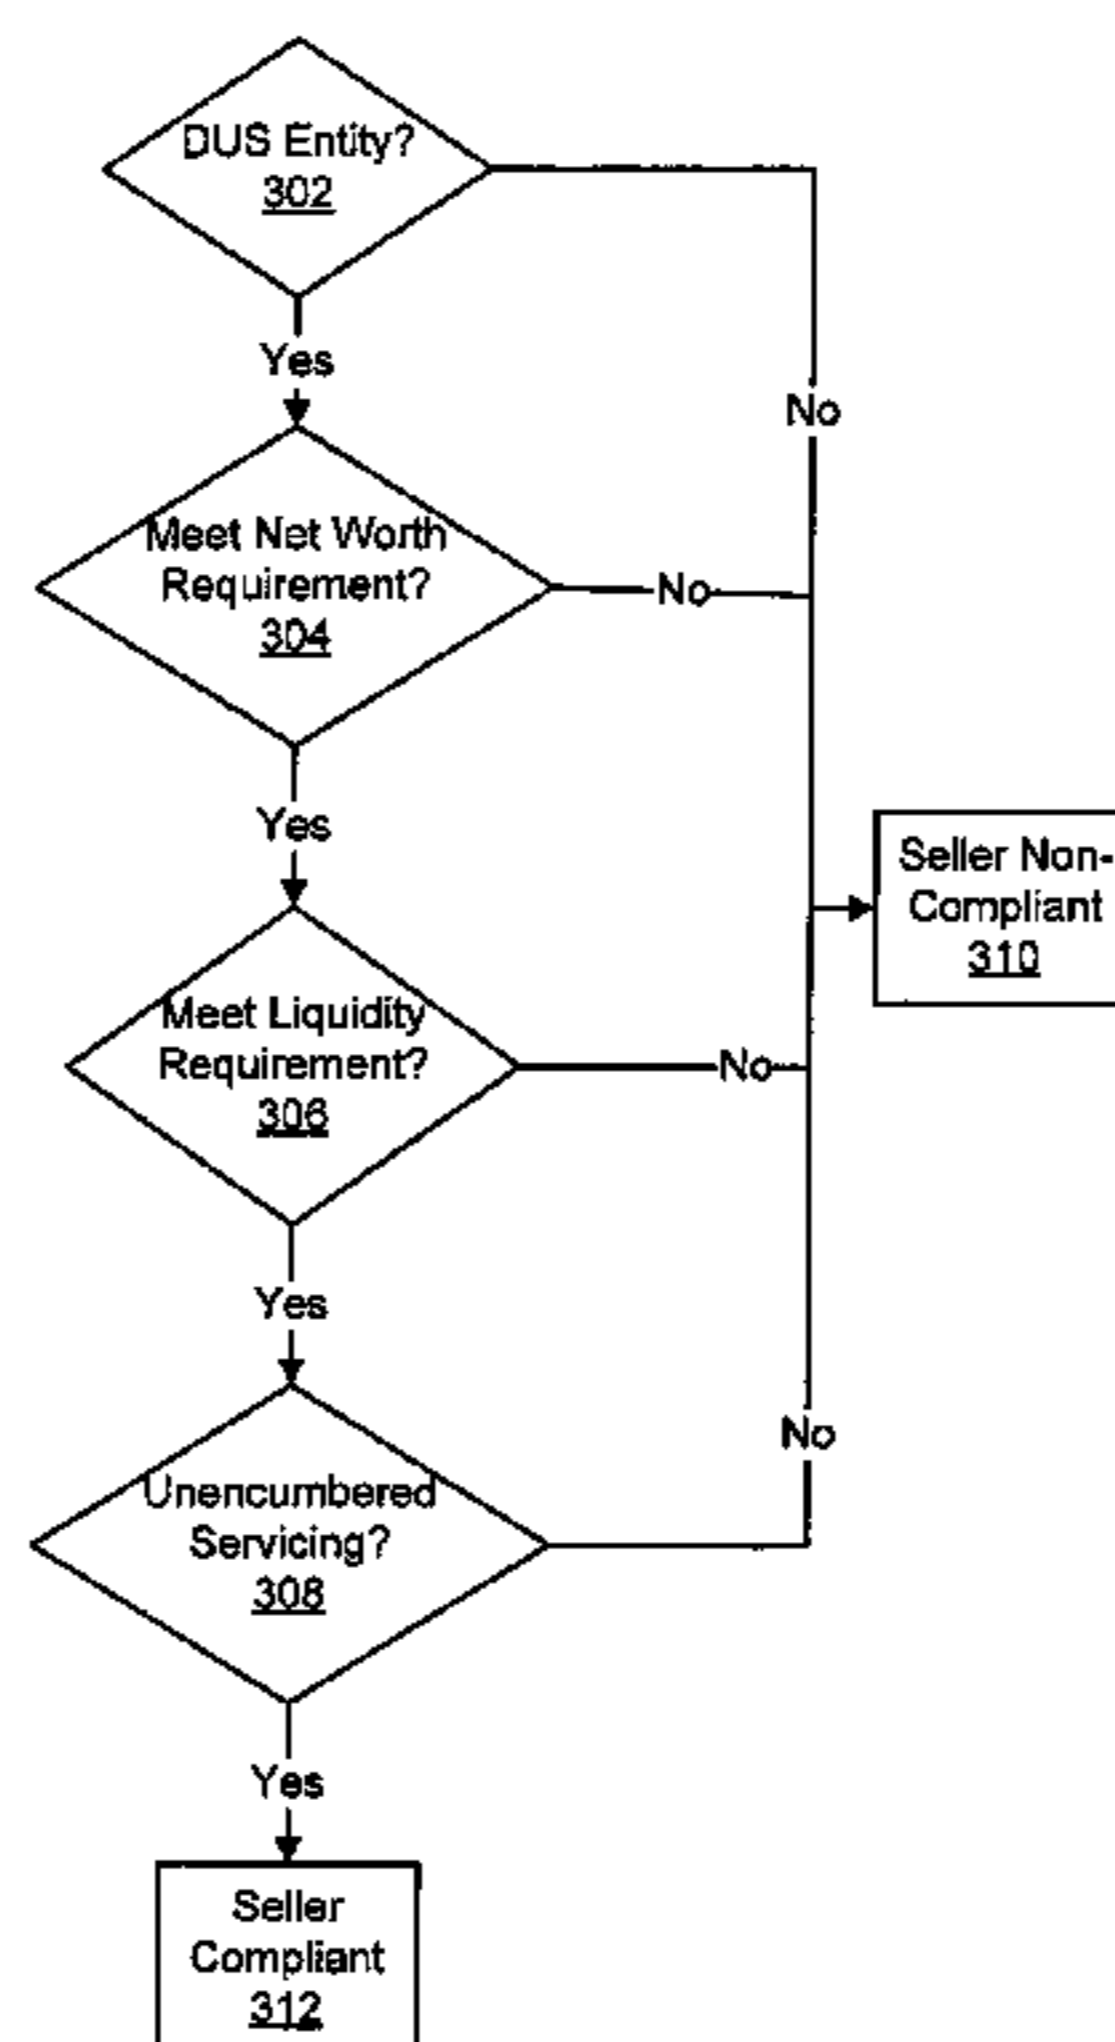 DUS Entity?
302
Yes
No
Meet Net Worth
Requirement?
304
No
Yes
Seller Non-
Compliant
310
Meet Liquidity
Requirement?
306
No
Yes
No
Unencumbered
Servicing?
308
Yes
Seller
Compliant
312